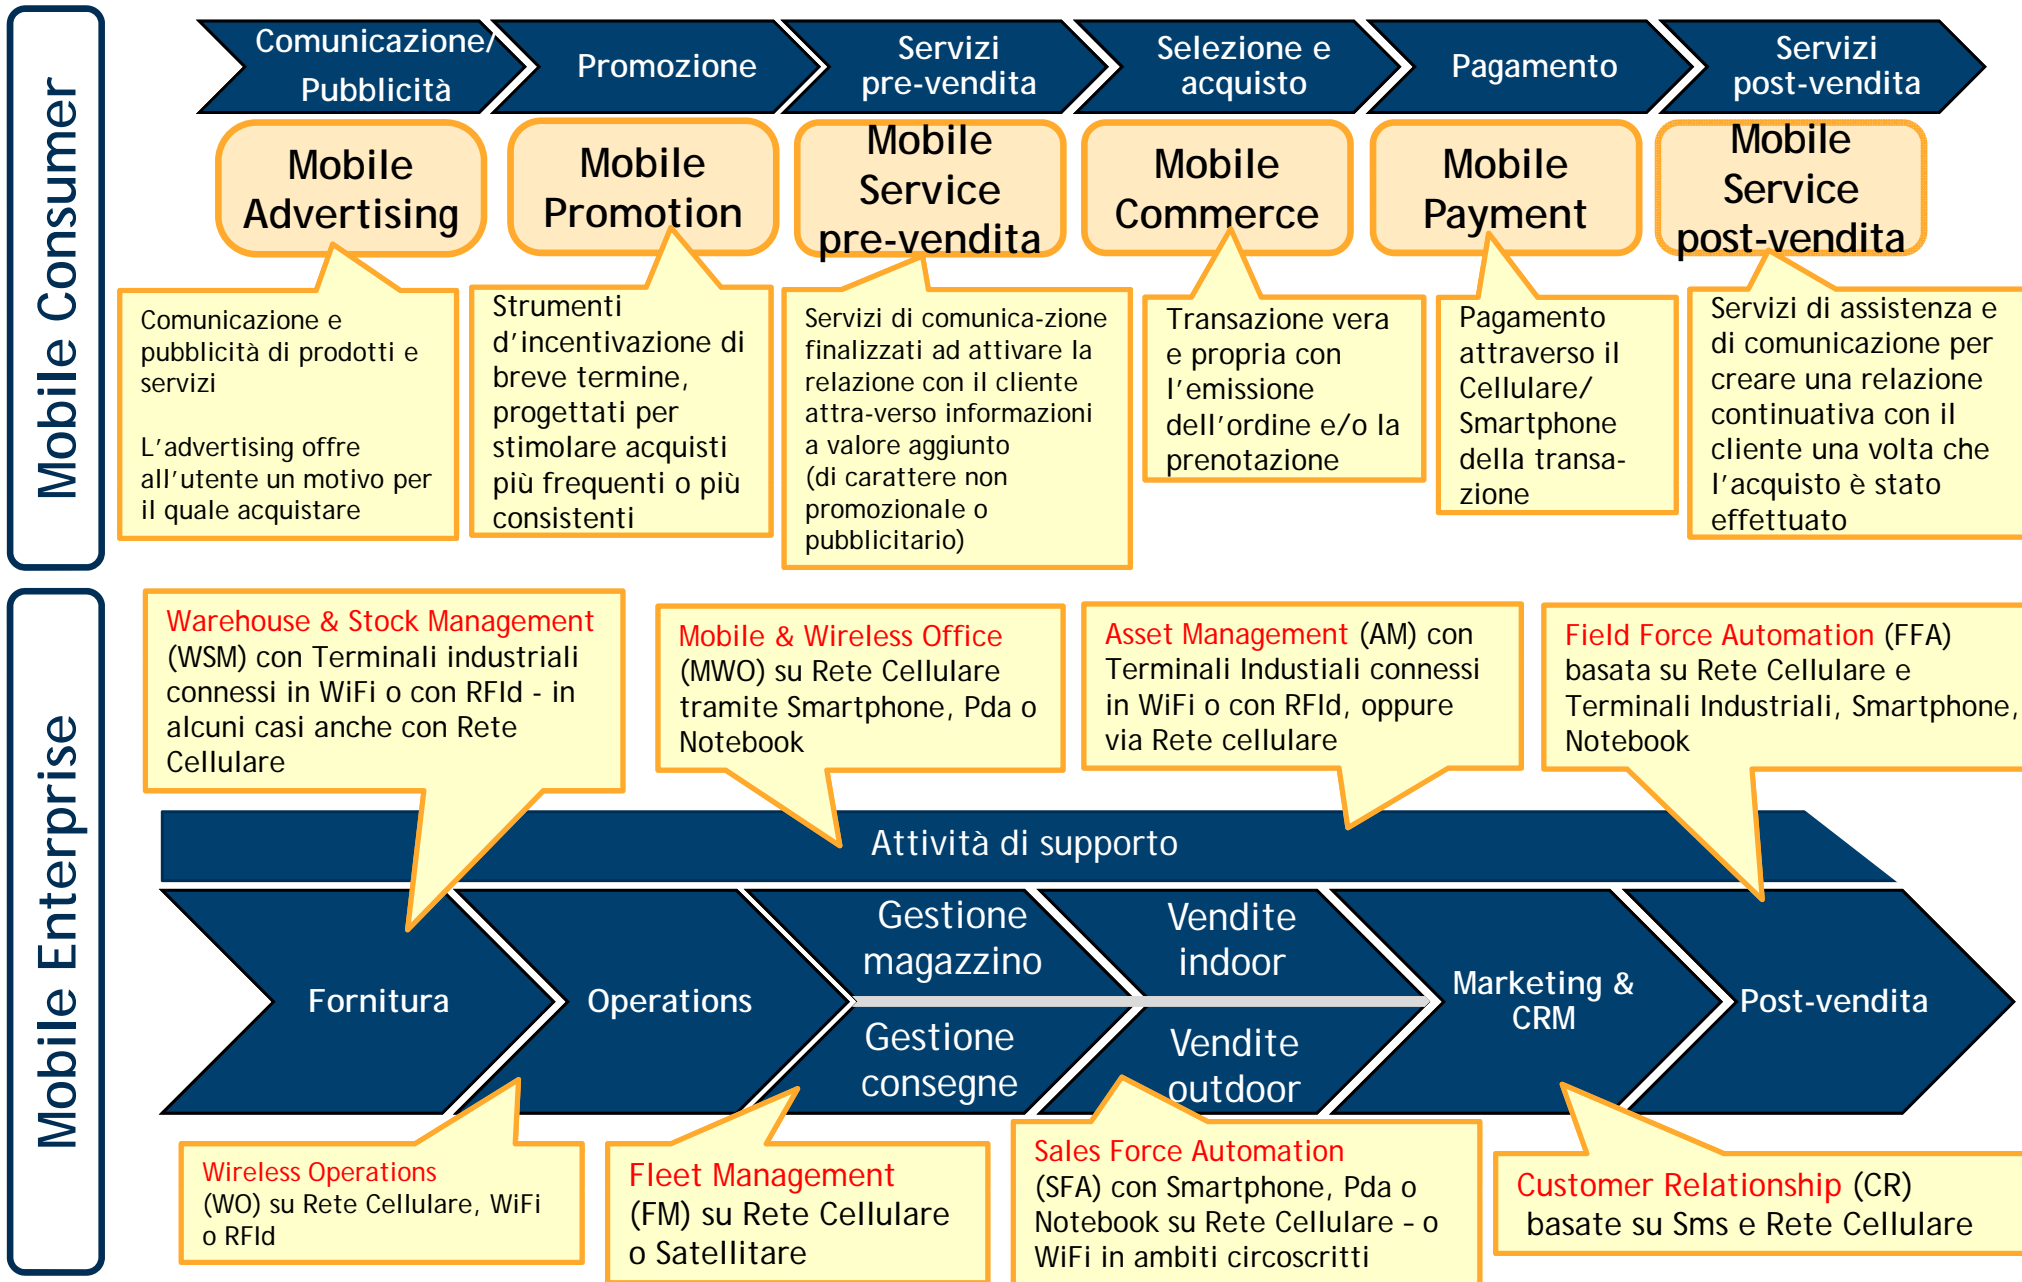 Mobile Consumer
Comunicazione/
Pubblicità
Promozione
Servizi
pre-vendita
Selezione e
acquisto
Pagamento
Servizi
post-vendita
Mobile
Advertising
Mobile
Promotion
Mobile
Service
pre-vendita
Mobile
Commerce
Mobile
Payment
Mobile
Service
post-vendita
Comunicazione e
pubblicità di prodotti e
servizi
L’advertising offre
all’utente un motivo per
il quale acquistare
Strumenti
d’incentivazione di
breve termine,
progettati per
stimolare acquisti
più frequenti o più
consistenti
Servizi di comunica-zione
finalizzati ad attivare la
relazione con il cliente
attra-verso informazioni
a valore aggiunto
(di carattere non
promozionale o
pubblicitario)
Transazione vera
e propria con
l’emissione
dell’ordine e/o la
prenotazione
Pagamento
attraverso il
Cellulare/
Smartphone
della transa-
zione
Servizi di assistenza e
di comunicazione per
creare una relazione
continuativa con il
cliente una volta che
l’acquisto è stato
effettuato
Mobile Enterprise
Warehouse & Stock Management
(WSM) con Terminali industriali
connessi in WiFi o con RFId - in
alcuni casi anche con Rete
Cellulare
Mobile & Wireless Office
(MWO) su Rete Cellulare
tramite Smartphone, Pda o
Notebook
Asset Management (AM) con
Terminali Industiali connessi
in WiFi o con RFId, oppure
via Rete cellulare
Field Force Automation (FFA)
basata su Rete Cellulare e
Terminali Industriali, Smartphone,
Notebook
Attività di supporto
Fornitura
Operations
Gestione
magazzino
Gestione
consegne
Vendite
indoor
Vendite
outdoor
Marketing &
CRM
Post-vendita
Wireless Operations
(WO) su Rete Cellulare, WiFi
o RFId
Fleet Management
(FM) su Rete Cellulare
o Satellitare
Sales Force Automation
(SFA) con Smartphone, Pda o
Notebook su Rete Cellulare – o
WiFi in ambiti circoscritti
Customer Relationship (CR)
basate su Sms e Rete Cellulare